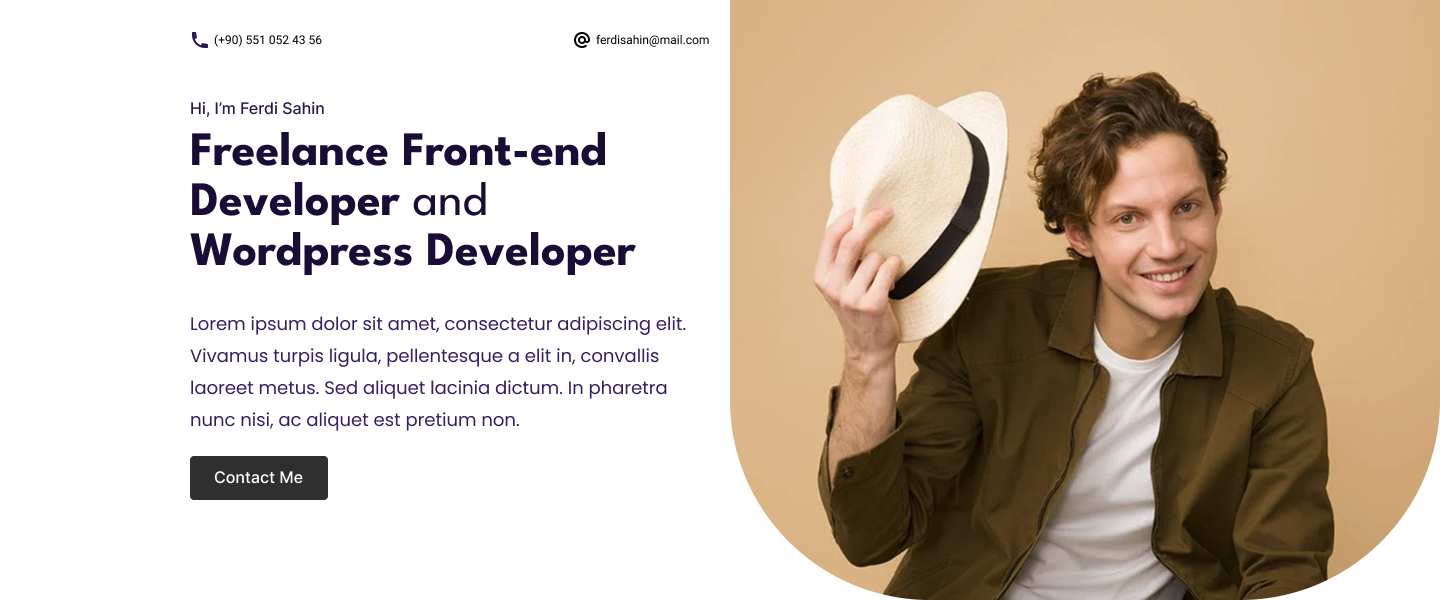 (+90) 551 052 43 56
ferdisahin@mail.com
Hi, I'm Ferdi Sahin
Freelance Front-end
Developer and
Wordpress Developer
Lorem ipsum dolor sit amet, consectetur adipiscing elit.
Vivamus turpis ligula, pellentesque a elit in, convallis
laoreet metus. Sed aliquet lacinia dictum. In pharetra
nunc nisi, ac aliquet est pretium non.
Contact Me